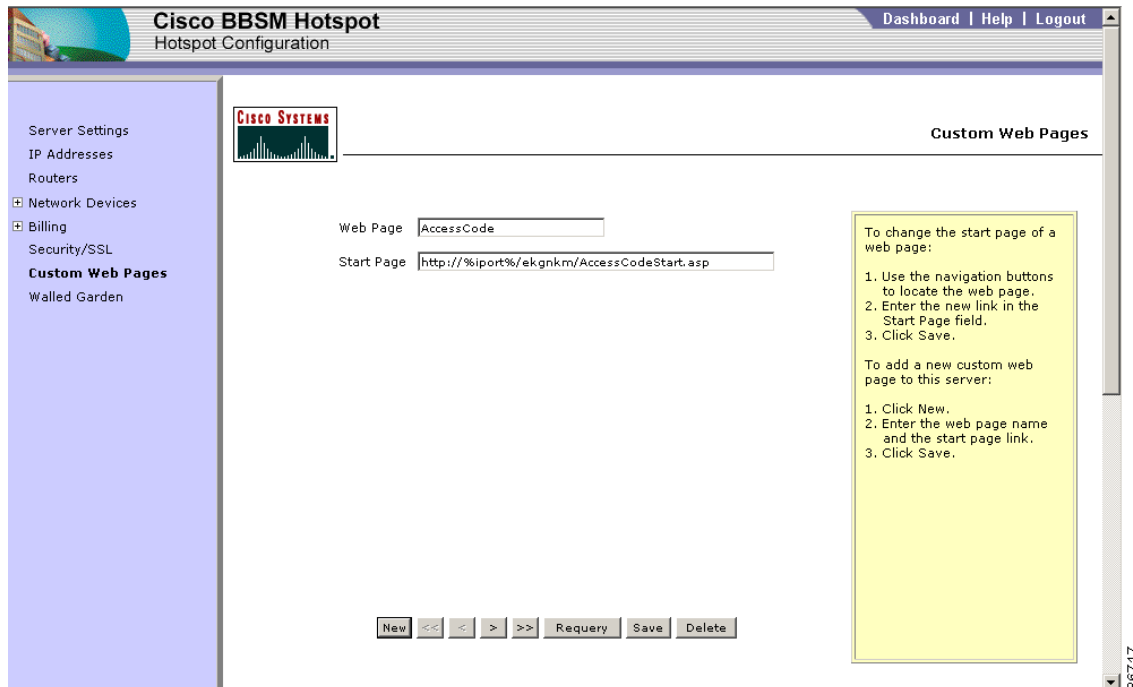 Cisco BBSM Hotspot
Hotspot Configuration
Dashboard | Help | Logout
Server Settings
IP Addresses
Routers
Network Devices
Billing
Security/SSL
Custom Web Pages
Walled Garden
CISCO SYSTEMS
Custom Web Pages
Web Page AccessCode
Start Page http://%iport%/ekgnkm/AccessCodeStart.asp
To change the start page of a
web page:
1. Use the navigation buttons
to locate the web page.
2. Enter the new link in the
Start Page field.
3. Click Save.
To add a new custom web
page to this server:
1. Click New.
2. Enter the web page name
and the start page link.
3. Click Save.
New << < > >> Requery Save Delete